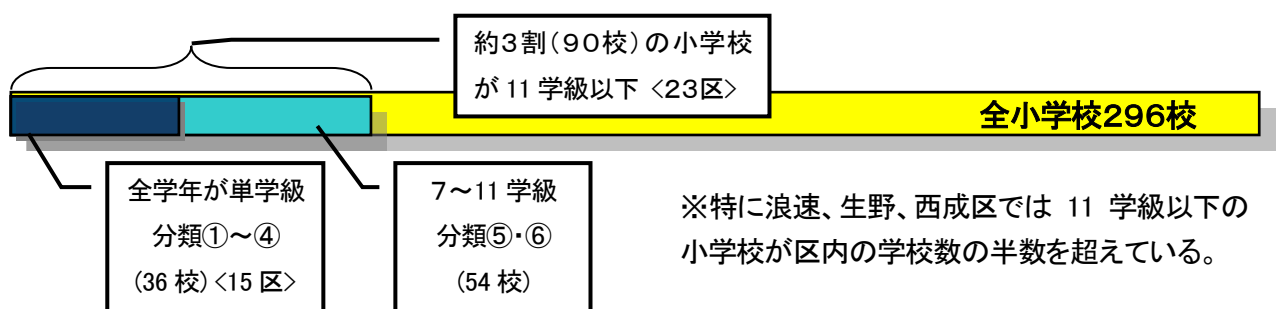 約３割（９０校）の小学校
が 11 学級以下 <２３区>
全小学校２９６校
全学年が単学級
分類①～④
(36 校) <15 区>
７～11 学級
分類⑤・⑥
(54 校)
※特に浪速、生野、西成区では 11 学級以下の
小学校が区内の学校数の半数を超えている。